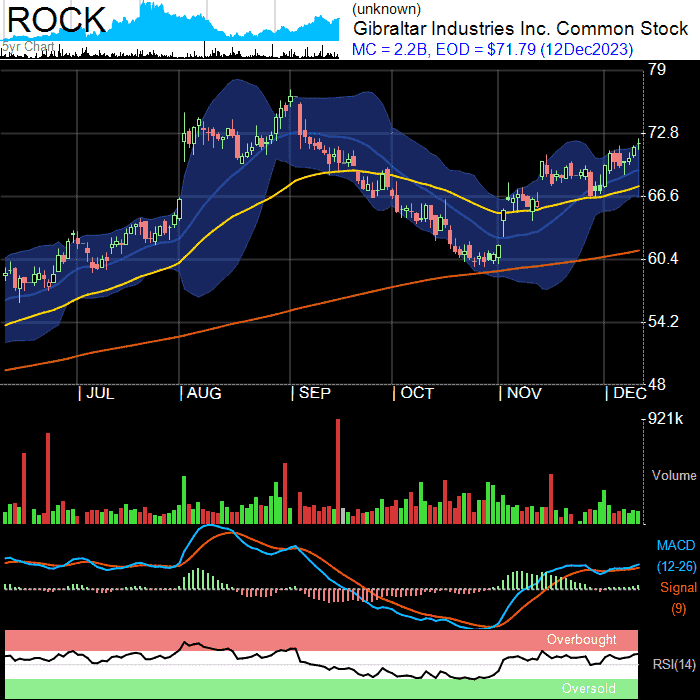 ROCK
(unknown)
Gibraltar Industries Inc. Common Stock
5yr Chart
MC = 2.2B, EOD = $71.79 (12Dec2023)
79
72.8
66.6
60.4
54.2
48
JUL AUG SEP OCT NOV DEC
921k
Volume
MACD
(12-26)
Signal
(9)
Overbought
RSI(14)
Oversold